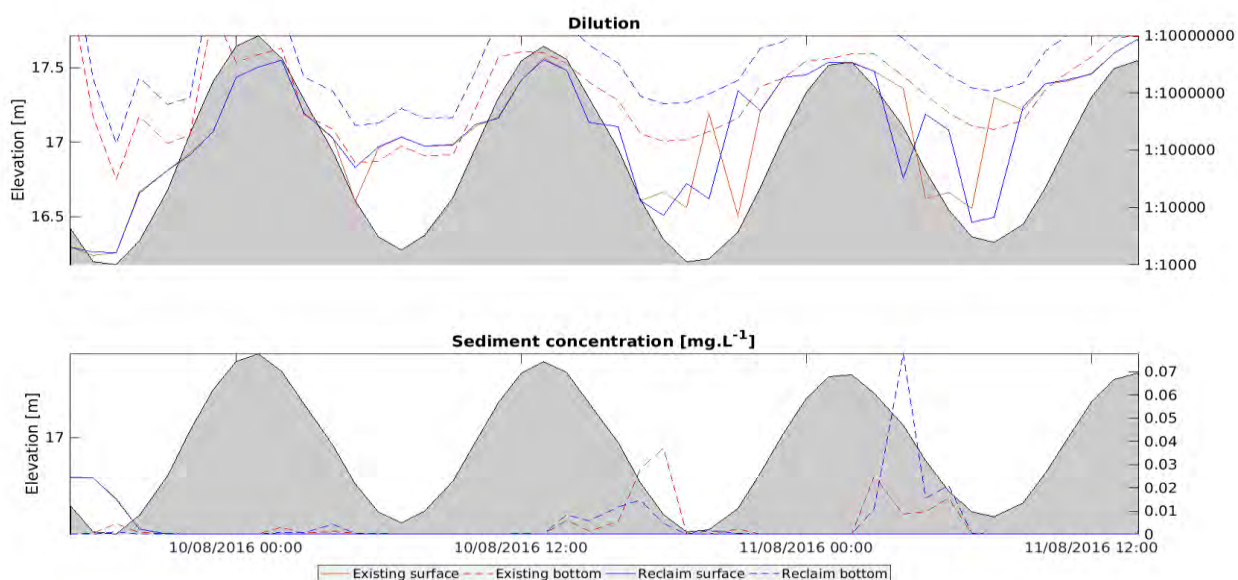 Dilution
Elevation [m]
17.5
17
16.5
1:10000000
1:1000000
1:100000
1:10000
1:1000
Sediment concentration [mg.L-1]
Elevation [m]
17
0.07
0.06
0.05
0.04
0.03
0.02
0.01
0
10/08/2016 00:00 10/08/2016 12:00 11/08/2016 00:00 11/08/2016 12:00
Existing surface Existing bottom Reclaim surface Reclaim bottom